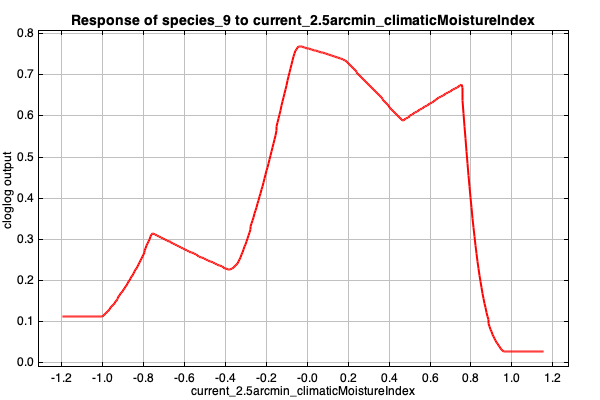 Response of species_9 to current_2.5arcmin_climaticMoistureIndex
cloglog output
0.8
0.7
0.6
0.5
0.4
0.3
0.2
0.1
0.0
-1.2 -1.0 -0.8 -0.6 -0.4 -0.2 -0.0 0.2 0.4 0.6 0.8 1.0 1.2
current_2.5arcmin_climaticMoistureIndex